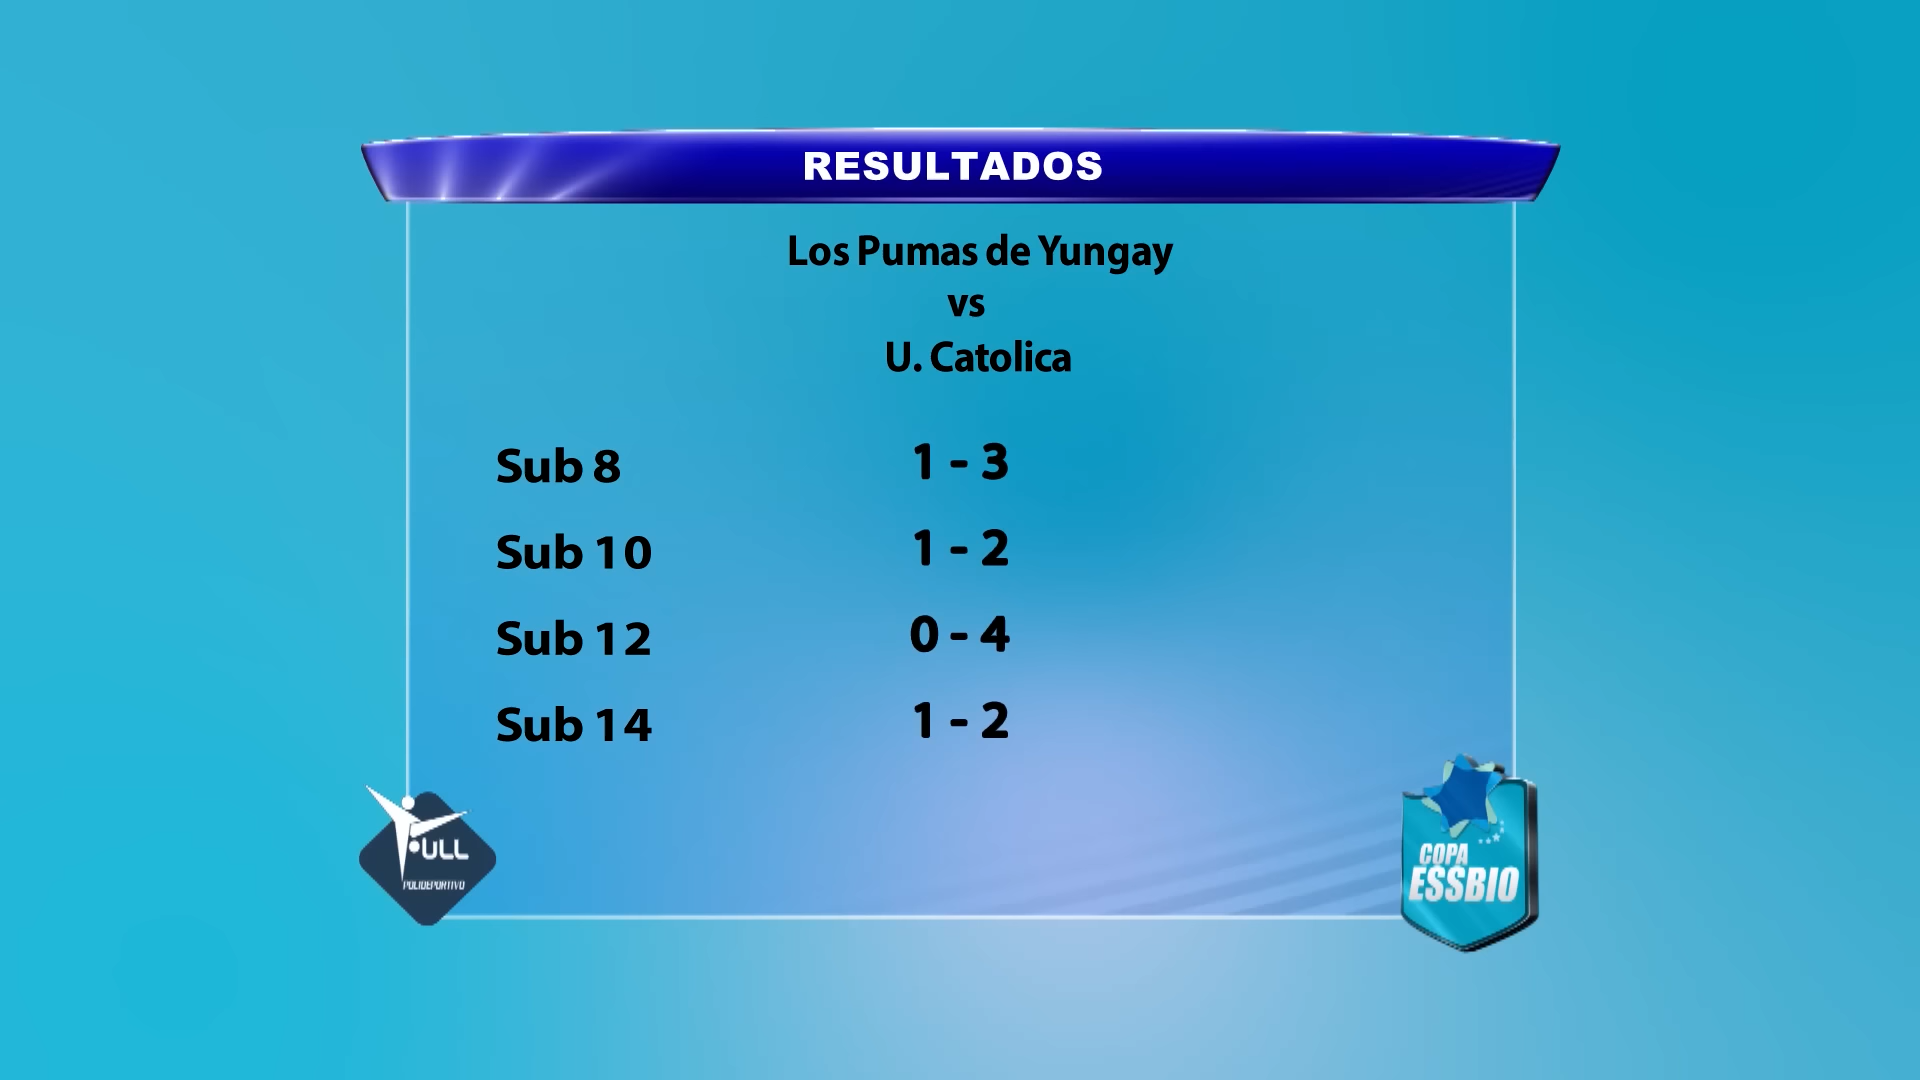 RESULTADOS
Los Pumas de Yungay
vs
U. Catolica
Sub 8 1 - 3
Sub 10 1 - 2
Sub 12 0 - 4
Sub 14 1 - 2
FULL
POLIDEPORTIVO
COPA
ESSBIO